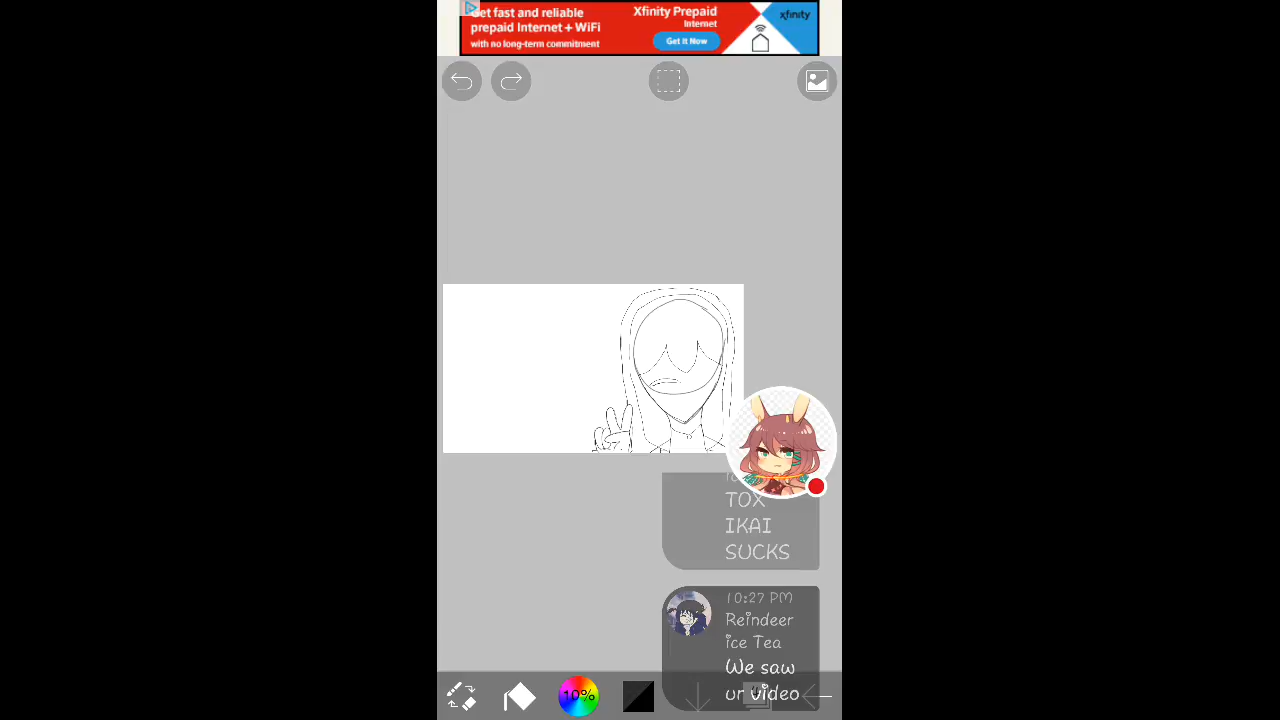 Get fast and reliable
prepaid Internet + WiFi
with no long-term commitment
Xfinity Prepaid
Internet
Get It Now
xfinity
TOX
IKAI
SUCKS
10:27 PM
Reindeer
ice Tea
We saw
ur video
10%